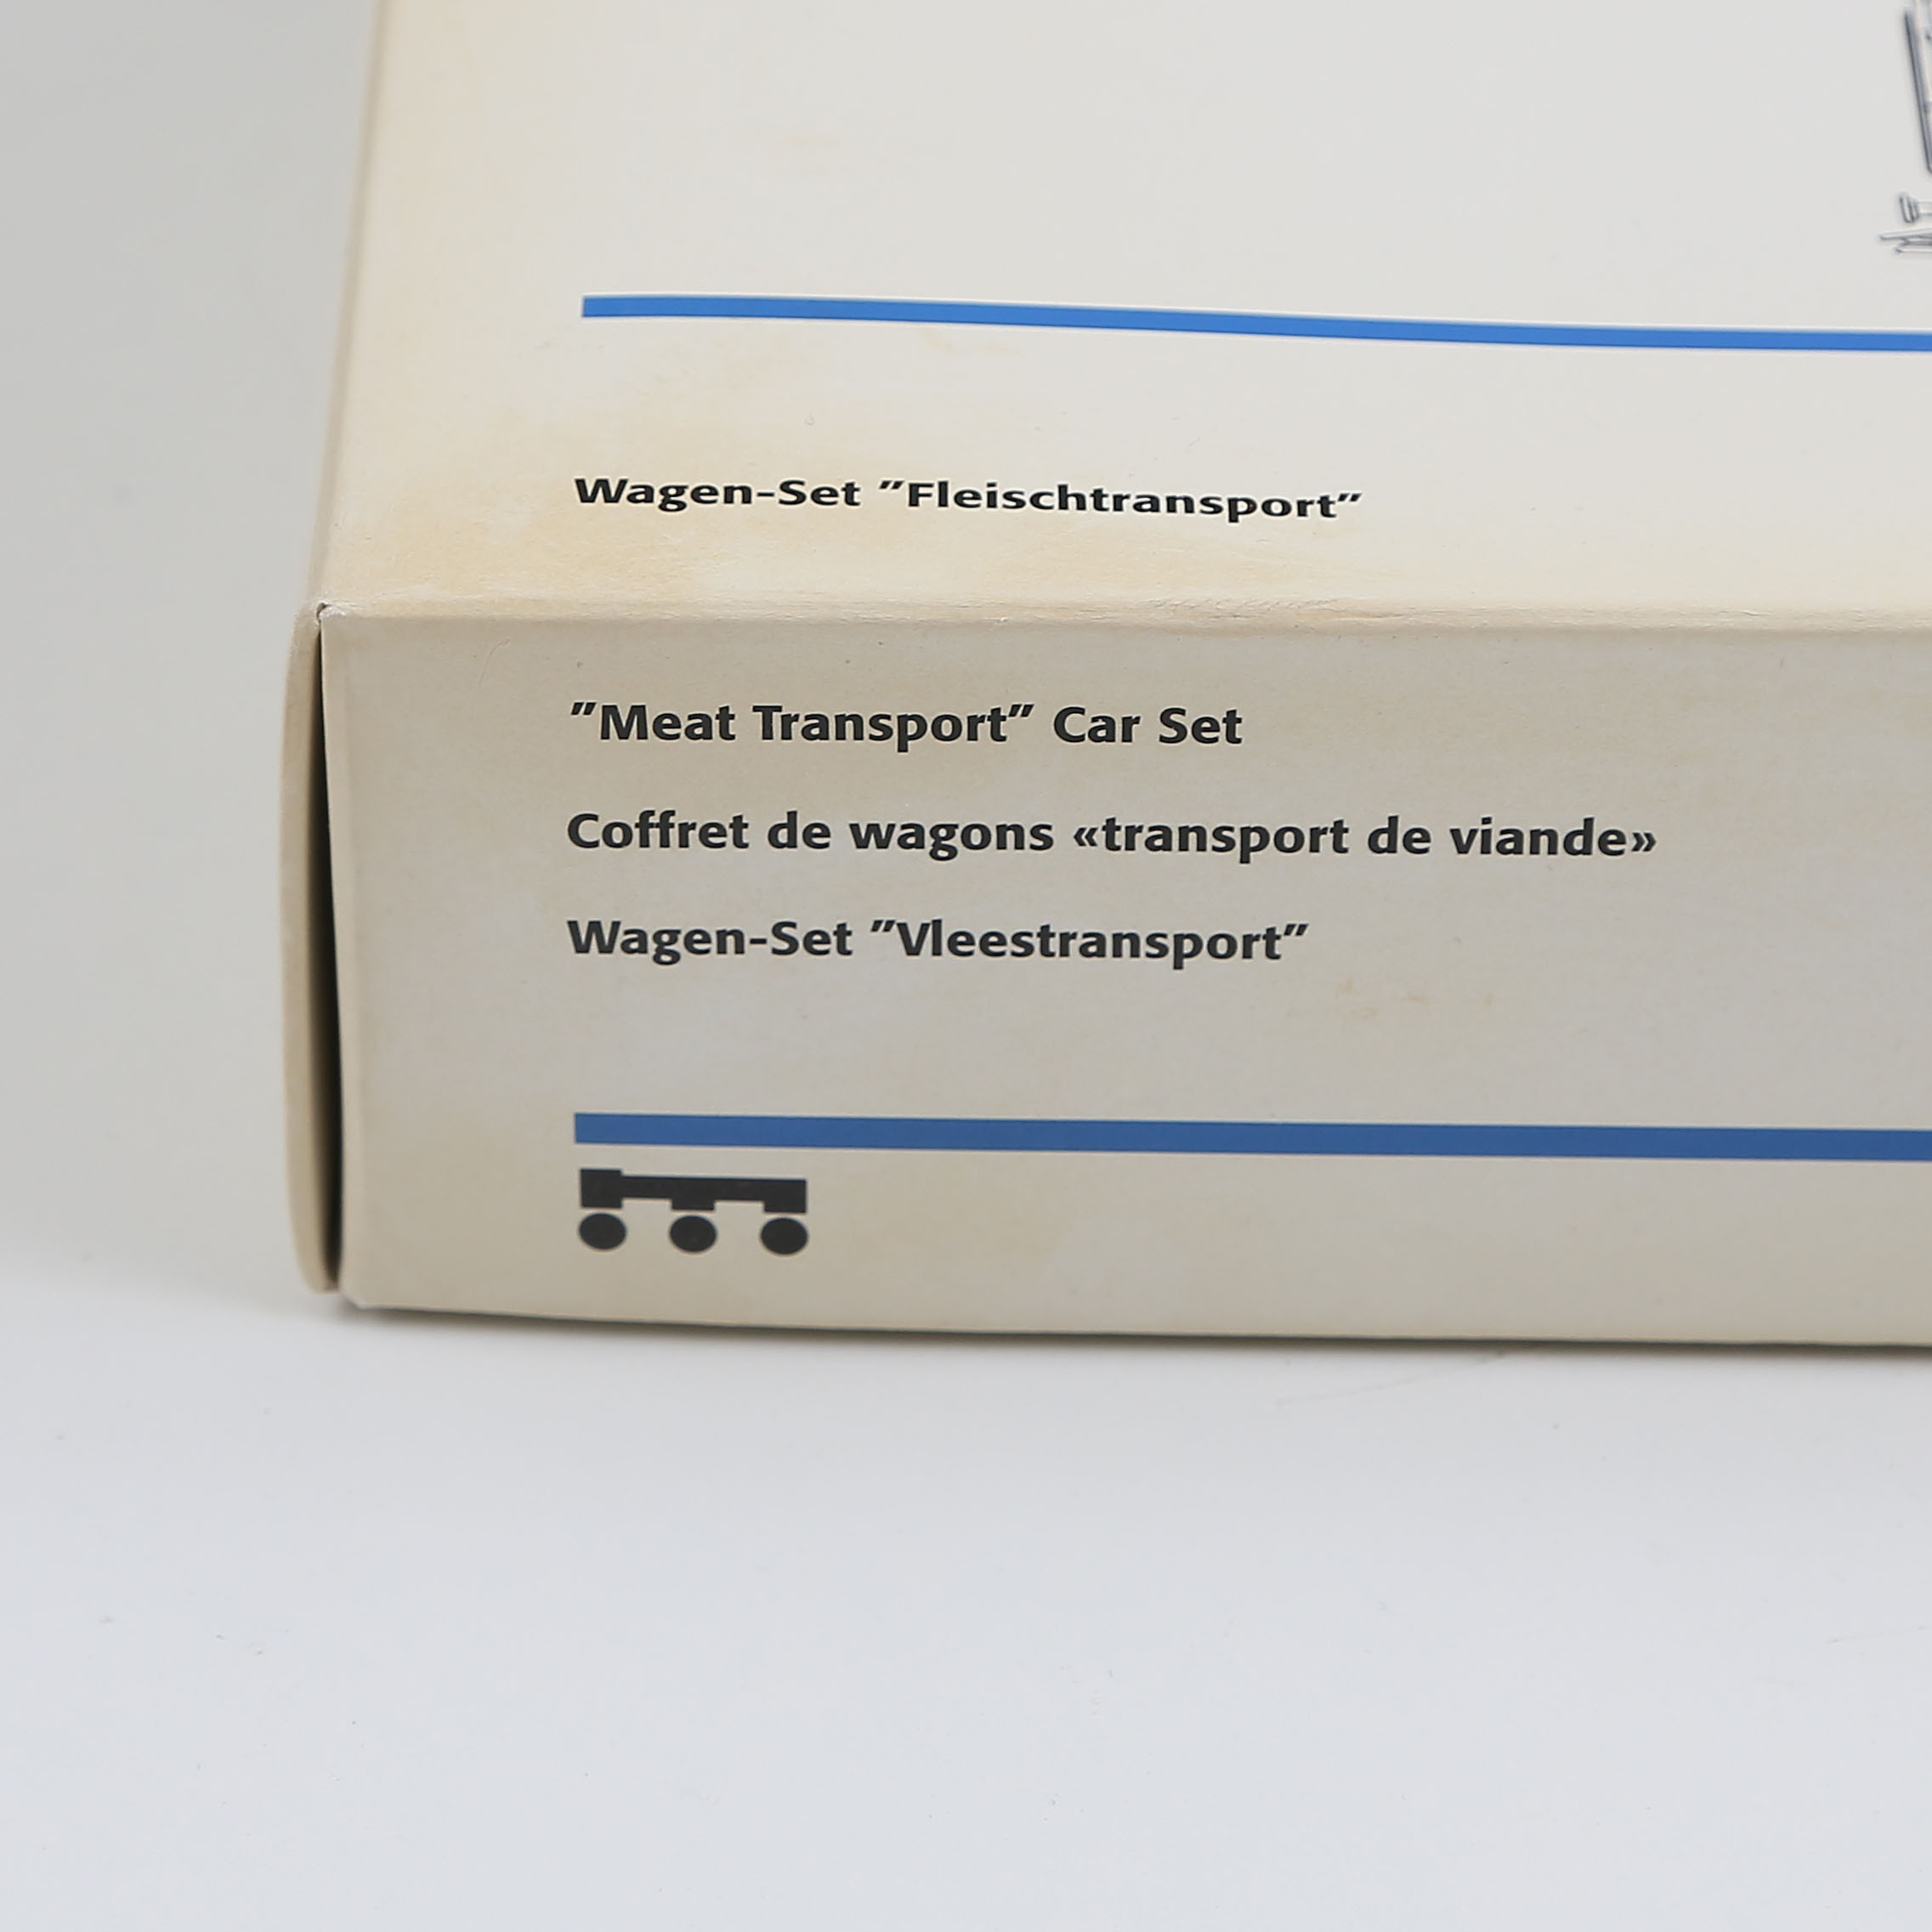 Wagen-Set "Fleischtransport"
"Meat Transport" Car Set
Coffret de wagons «transport de viande»
Wagen-Set "Vleestransport"